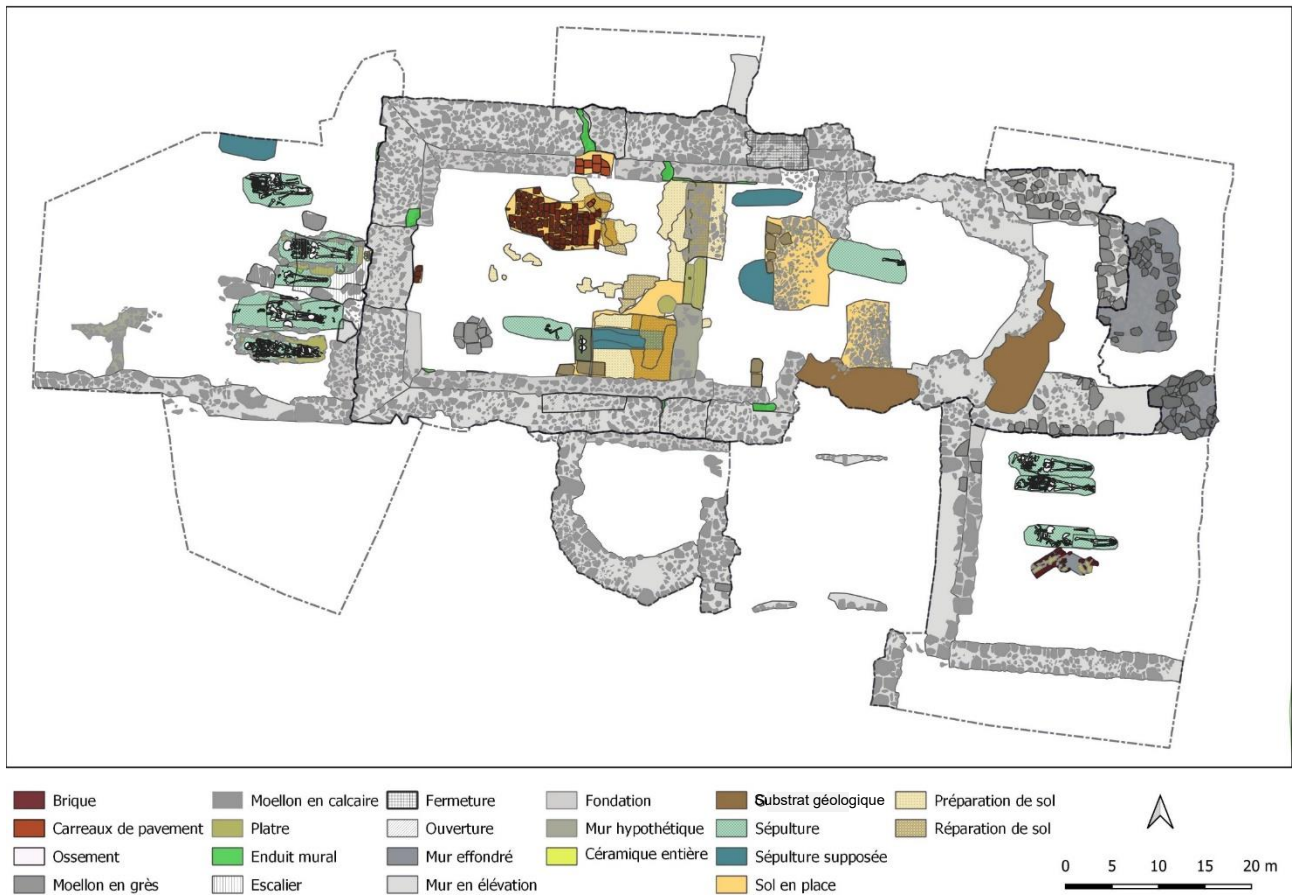 Brique
Moellon en calcaire
Fermeture
Fondation
Substrat géologique
Préparation de sol
Carreaux de pavement
Platre
Ouverture
Mur hypothétique
Sépulture
Réparation de sol
Ossement
Enduit mural
Mur effondré
Céramique entière
Sépulture supposée
Moellon en grès
Escalier
Mur en élévation
Sol en place
0 5 10 15 20 m